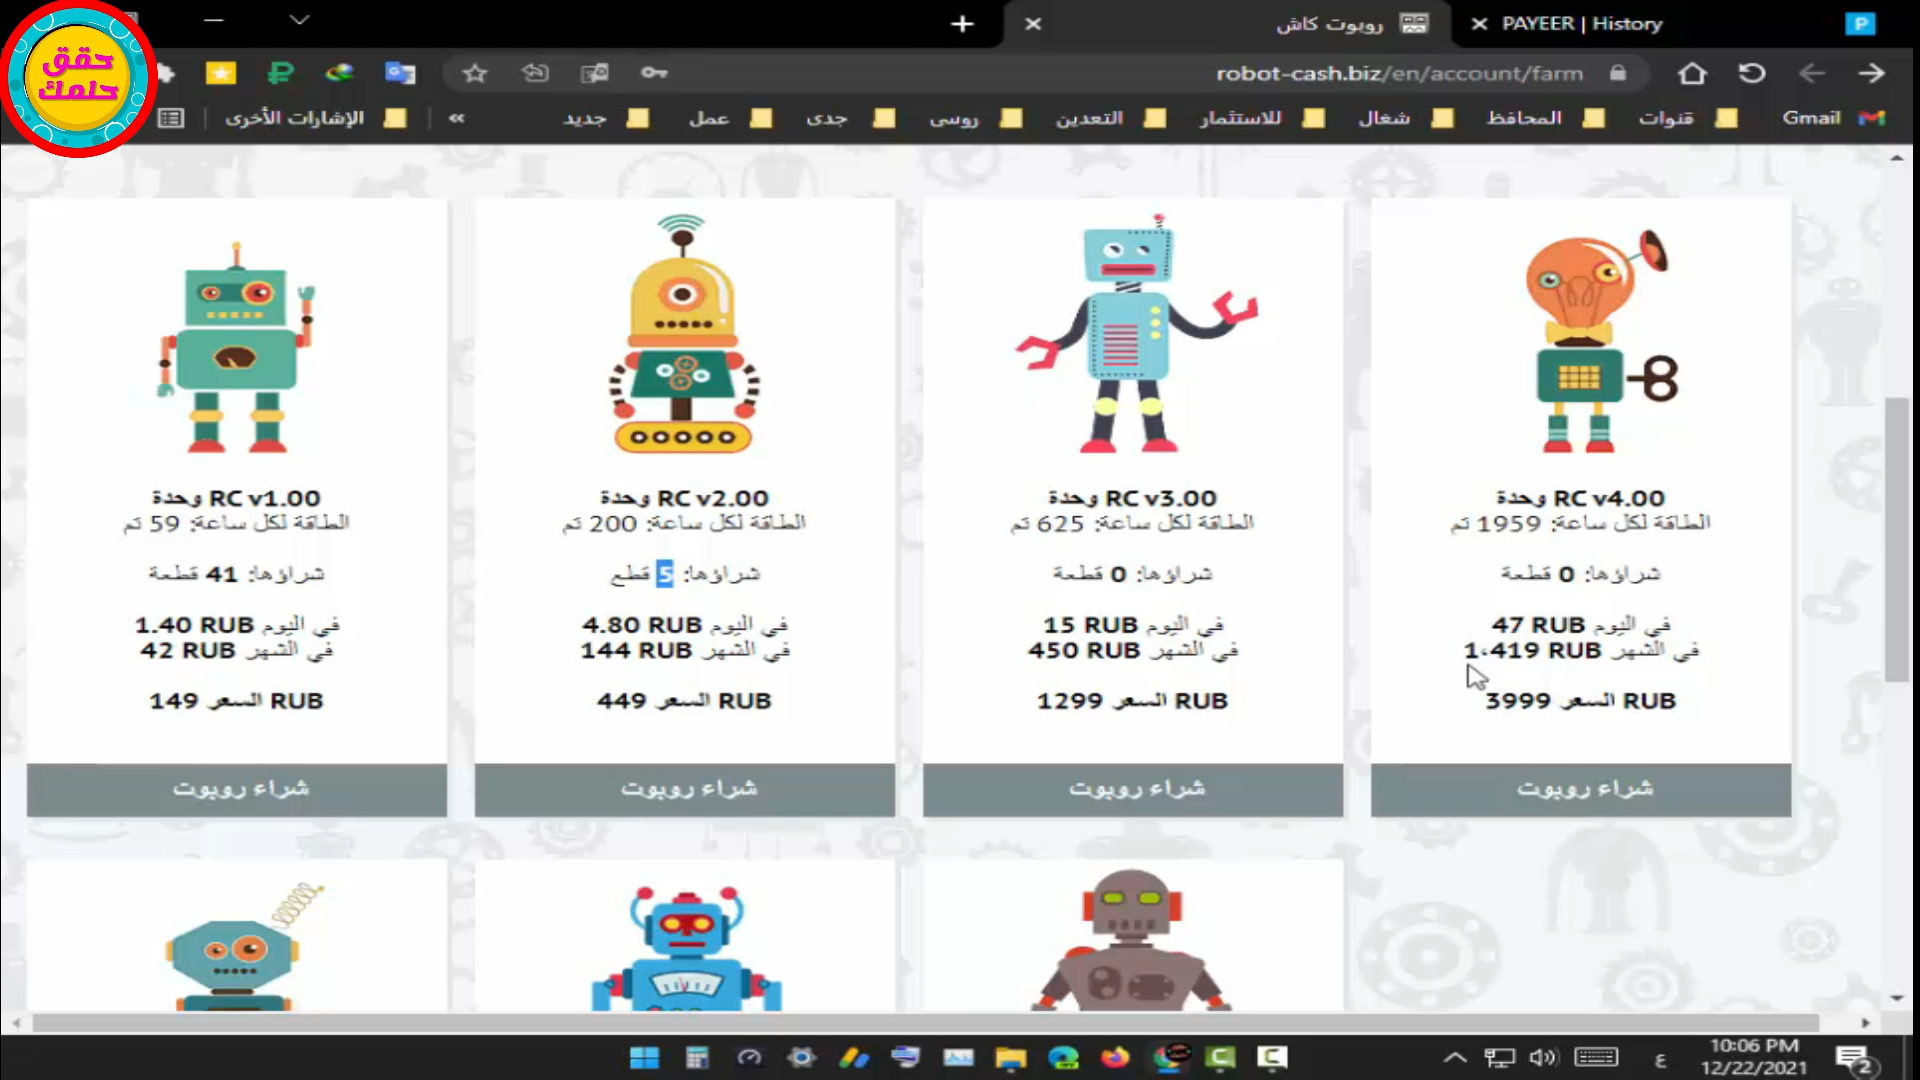 حقق
حلمك
روبوت كاش
PAYEER | History
P
robot-cash.biz/en/account/farm
Gmail
قنوات
المحافظ
شغال
للاستثمار
التعدين
روسى
جدى
عمل
جديد
»
الإشارات الأخرى
وحدة RC v1.00
الطاقة لكل ساعة: 59 تم
شراؤها: 41 قطعة
في اليوم 1.40 RUB
في الشهر 42 RUB
RUB السعر 149
شراء روبوت
وحدة RC v2.00
الطاقة لكل ساعة: 200 تم
شراؤها: 5 قطع
في اليوم 4.80 RUB
في الشهر 144 RUB
RUB السعر 449
شراء روبوت
وحدة RC v3.00
الطاقة لكل ساعة: 625 تم
شراؤها: 0 قطعة
في اليوم 15 RUB
في الشهر 450 RUB
RUB السعر 1299
شراء روبوت
وحدة RC v4.00
الطاقة لكل ساعة: 1959 تم
شراؤها: 0 قطعة
في اليوم 47 RUB
في الشهر 1،419 RUB
RUB السعر 3999
شراء روبوت
ع
10:06 PM
12/22/2021
2